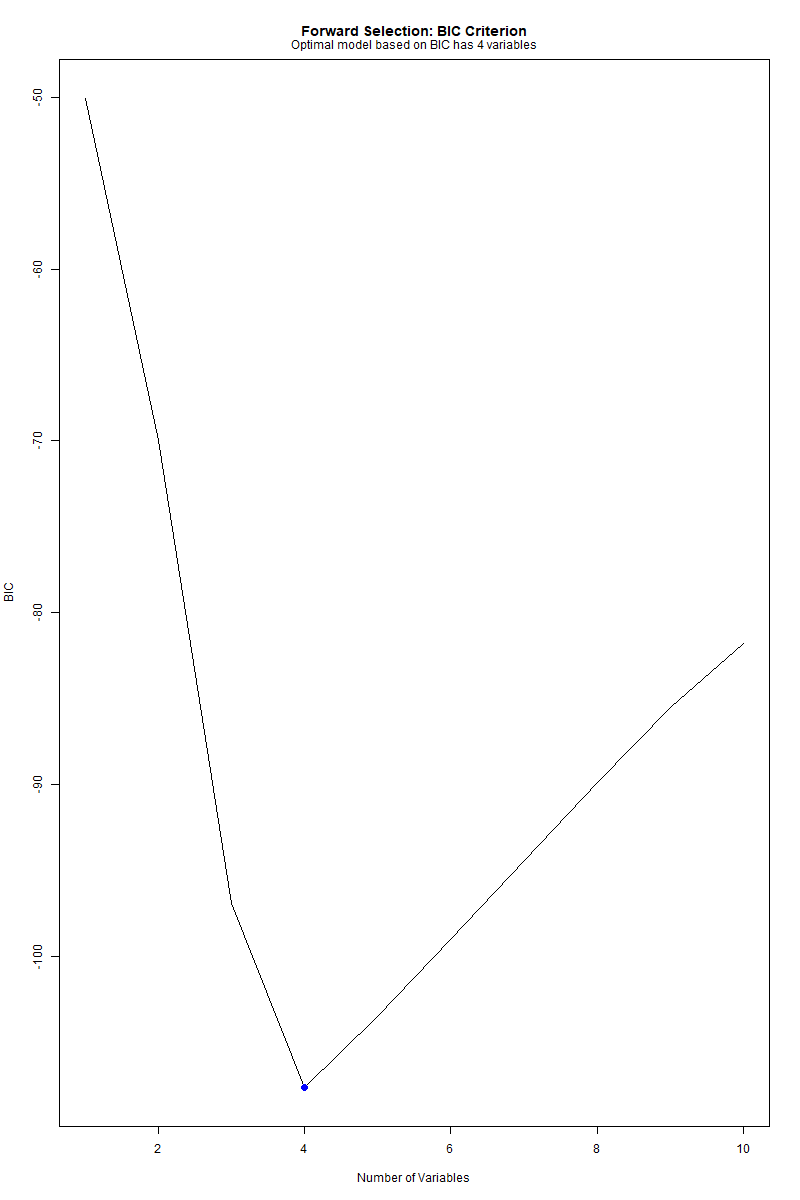 Forward Selection: BIC Criterion
Optimal model based on BIC has 4 variables
-50
-60
-70
-80
-90
-100
BIC
2
4
6
8
10
Number of Variables